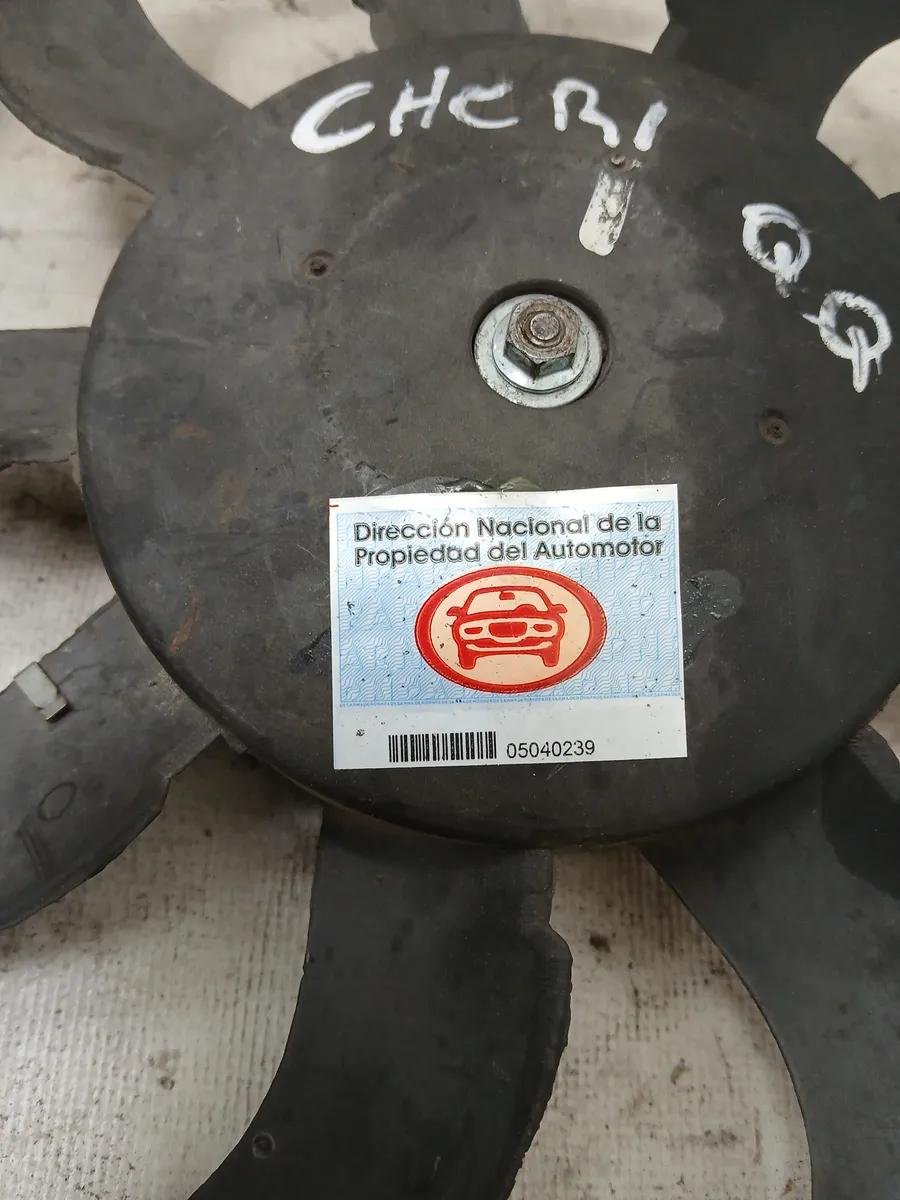 CHERI
QQ
Dirección Nacional de la
Propiedad del Automotor
05040239